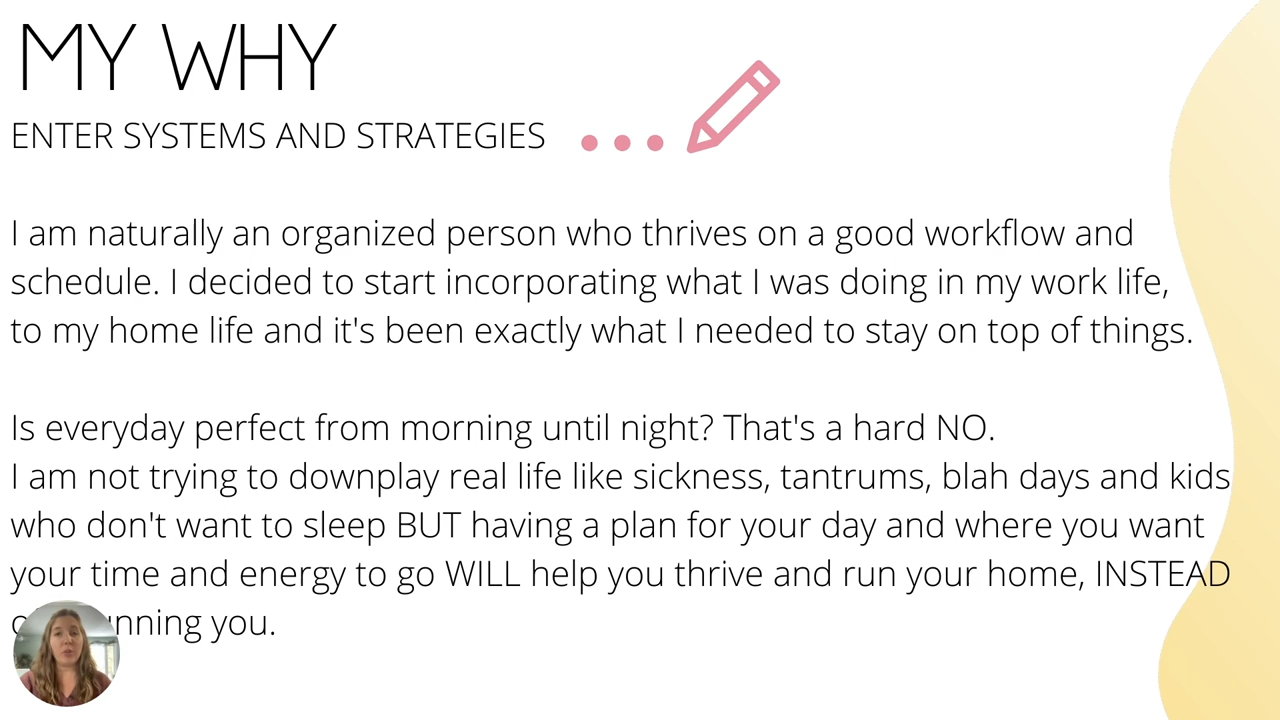 MY WHY
ENTER SYSTEMS AND STRATEGIES
I am naturally an organized person who thrives on a good workflow and
schedule. I decided to start incorporating what I was doing in my work life,
to my home life and it's been exactly what I needed to stay on top of things.
Is everyday perfect from morning until night? That's a hard NO.
I am not trying to downplay real life like sickness, tantrums, blah days and kids
who don't want to sleep BUT having a plan for your day and where you want
your time and energy to go WILL help you thrive and run your home, INSTEAD
you.